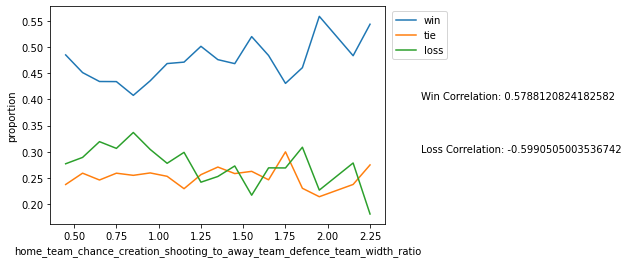 0.55
0.50
0.45
0.40
0.35
0.30
0.25
0.20
proportion
0.50 0.75 1.00 1.25 1.50 1.75 2.00 2.25
home_team_chance_creation_shooting_to_away_team_defence_team_width_ratio
win
tie
loss
Win Correlation: 0.5788120824182582
Loss Correlation: -0.5990505003536742